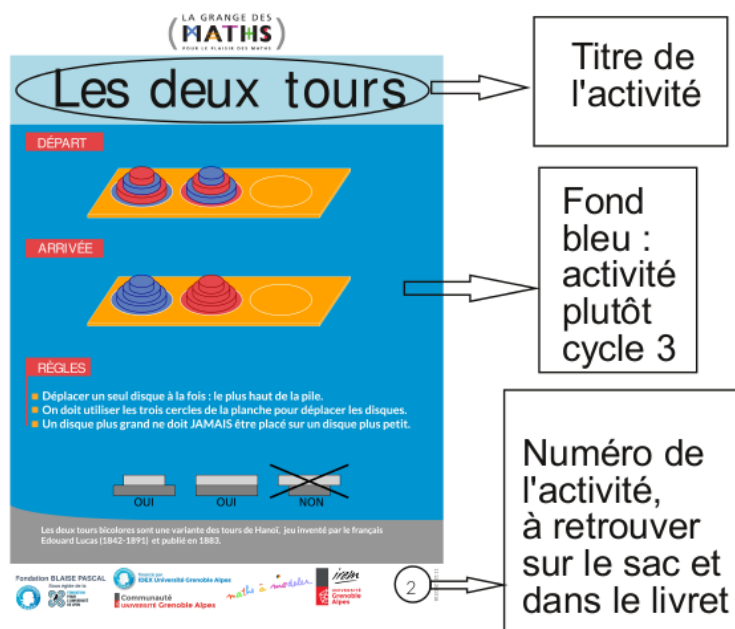 LA GRANGE DES
MATHS
POUR LE PLAISIR DES MATHS
Les deux tours
Titre de
l'activité
DÉPART
ARRIVÉE
Fond
bleu :
activité
plutôt
cycle 3
RÈGLES
Déplacer un seul disque à la fois : le plus haut de la pile.
On doit utiliser les trois cercles de la planche pour déplacer les disques.
Un disque plus grand ne doit JAMAIS être placé sur un disque plus petit.
OUI
OUI
NON
Numéro de
l'activité,
à retrouver
sur le sac et
dans le livret
Les deux tours bicolores sont une variante des tours de Hanoï, jeu inventé par le français
Edouard Lucas (1842-1891) et publié en 1883.
Fondation BLAISE PASCAL
IDEX Université Grenoble Alpes
Communauté
UNIVERSITÉ Grenoble Alpes
maths à modeler
irem
UNIVERSITÉ
Grenoble
Alpes
2